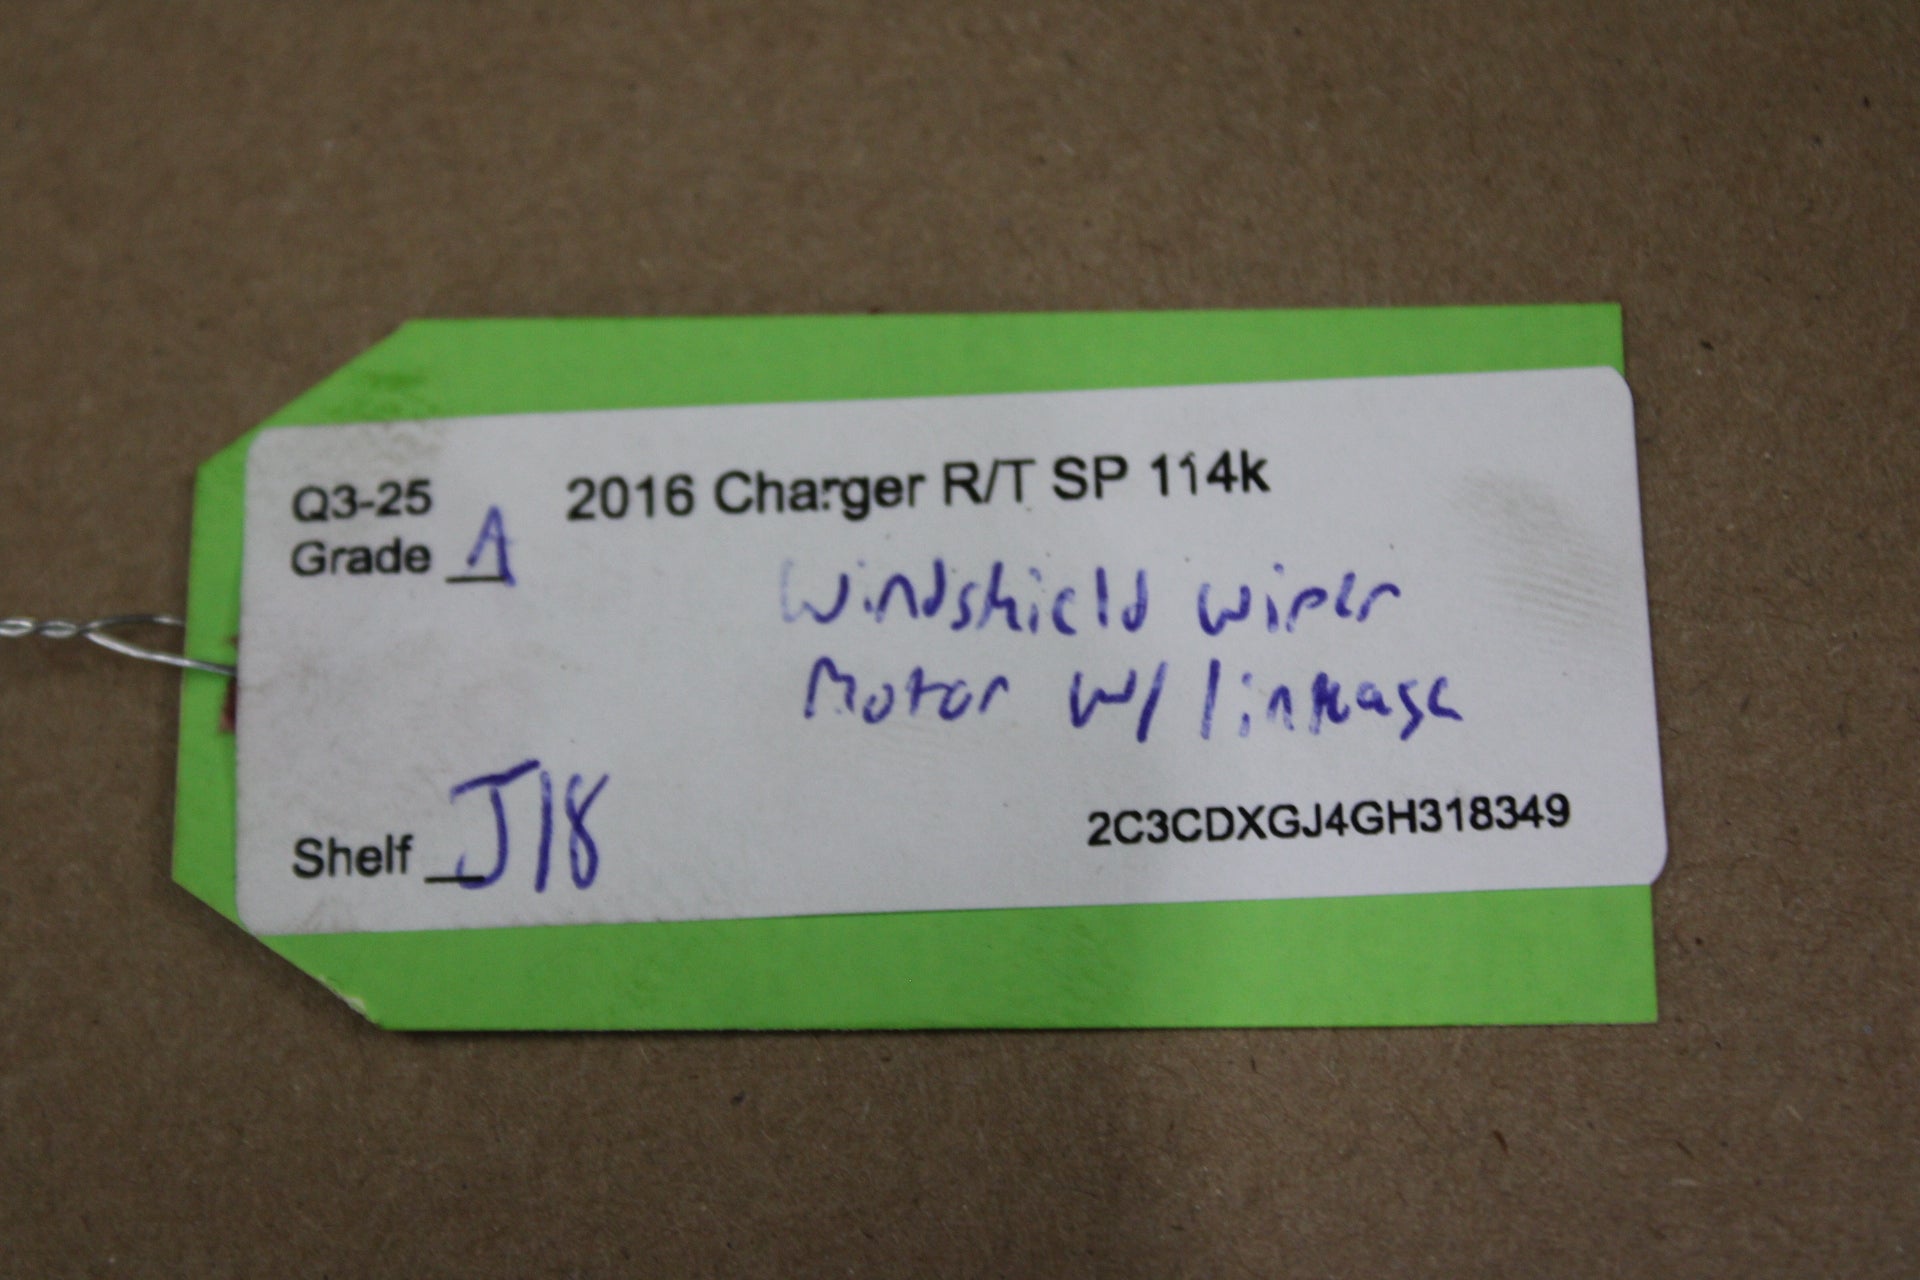 Q3-25 2016 Charger R/T SP 114k
Grade A
Windshield wiper
Motor w/ linkage
Shelf J18
2C3CDXGJ4GH318349